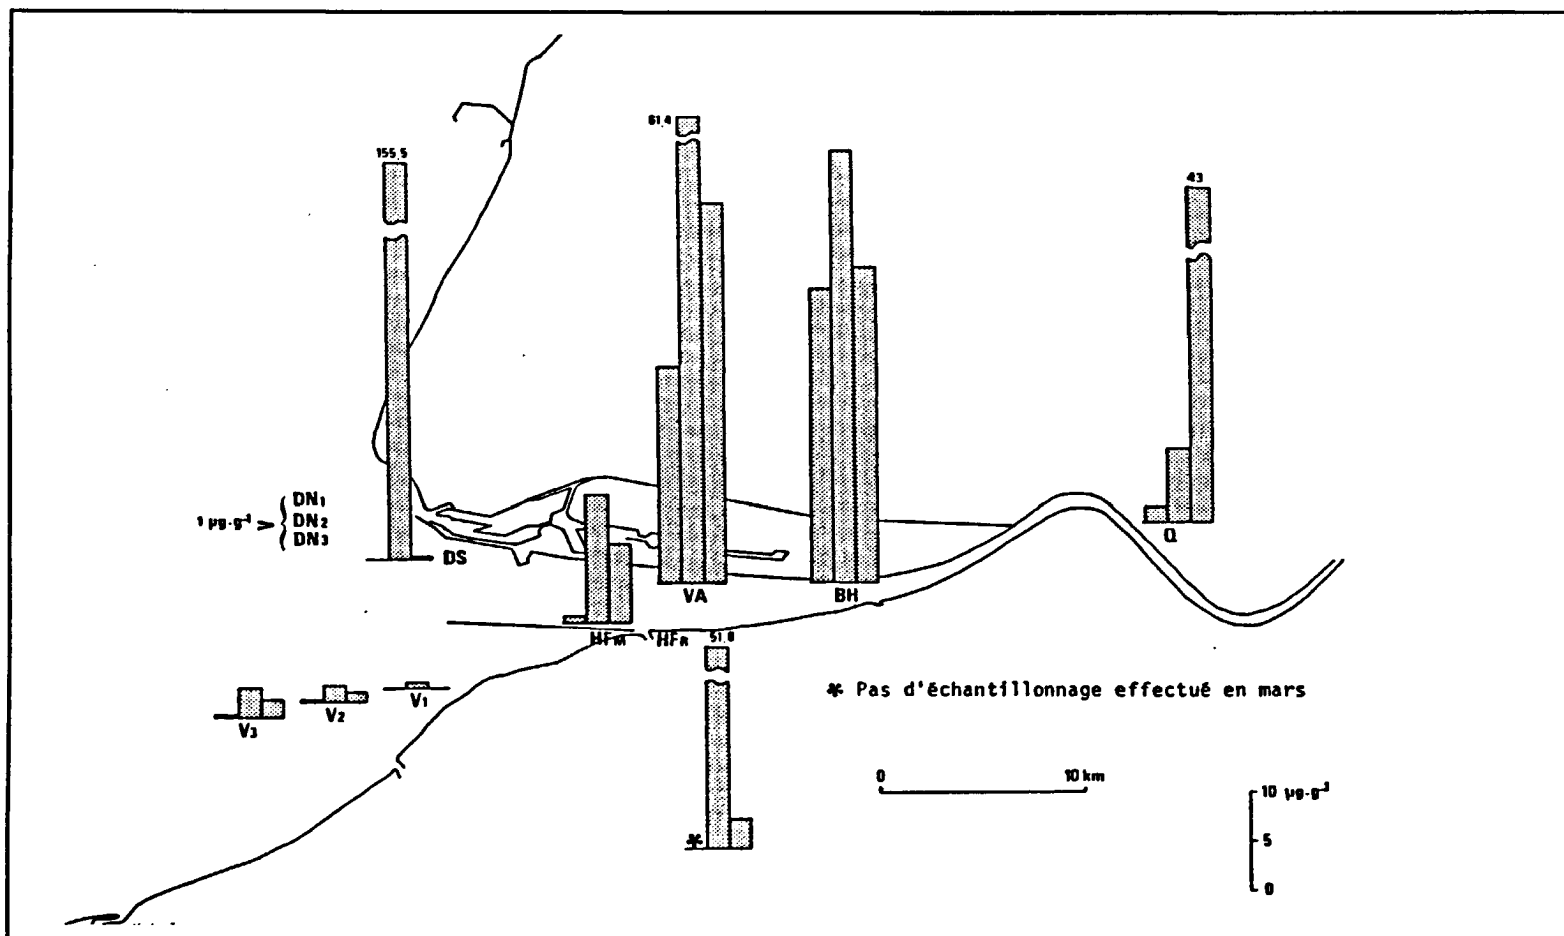 61.4
155.5
43
DN1
1 µg·g⁻¹ > DN2
DN3
DS
VA
BH
Q
HFM
HFR
51.8
V3
V2
V1
* Pas d'échantillonnage effectué en mars
0 10 km
10 µg·g⁻¹
5
0